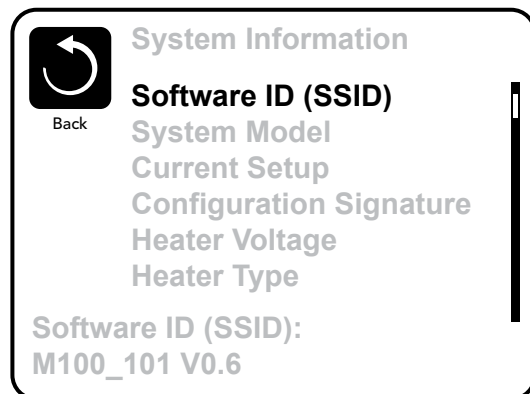 System Information
Back
Software ID (SSID)
System Model
Current Setup
Configuration Signature
Heater Voltage
Heater Type
Software ID (SSID):
M100_101 V0.6